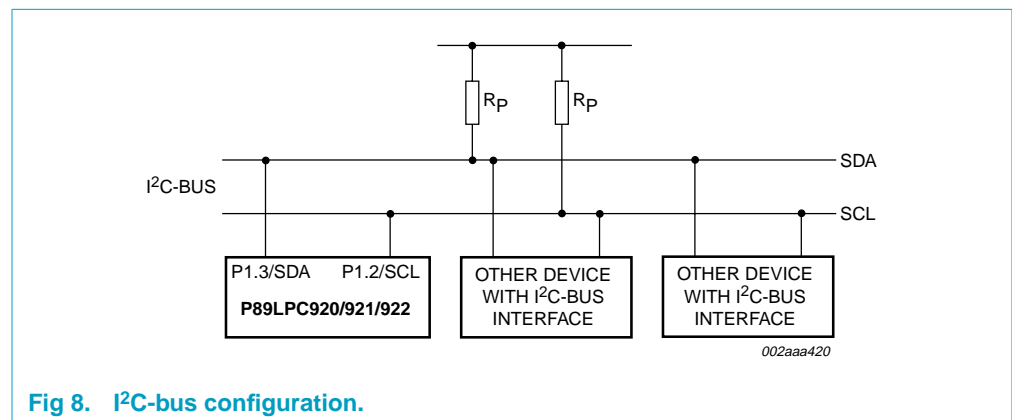 RP RP
SDA
I2C-BUS
SCL
P1.3/SDA P1.2/SCL
P89LPC920/921/922
OTHER DEVICE
WITH I2C-BUS
INTERFACE
OTHER DEVICE
WITH I2C-BUS
INTERFACE
002aaa420
Fig 8. I2C-bus configuration.